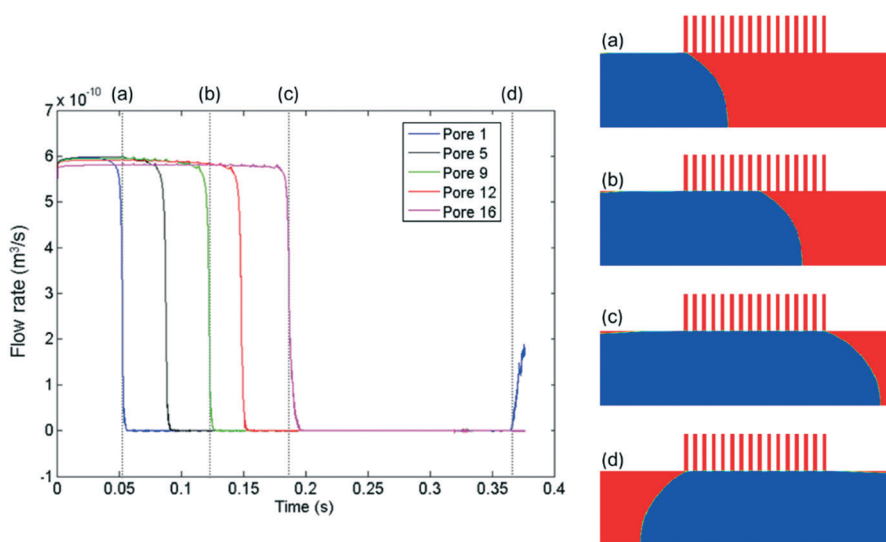 (a) (b) (c) (d)
× 10⁻¹⁰
7
6
5
4
3
2
1
0
-1
Flow rate (m³/s)
Pore 1
Pore 5
Pore 9
Pore 12
Pore 16
0 0.05 0.1 0.15 0.2 0.25 0.3 0.35 0.4
Time (s)
(a)
(b)
(c)
(d)